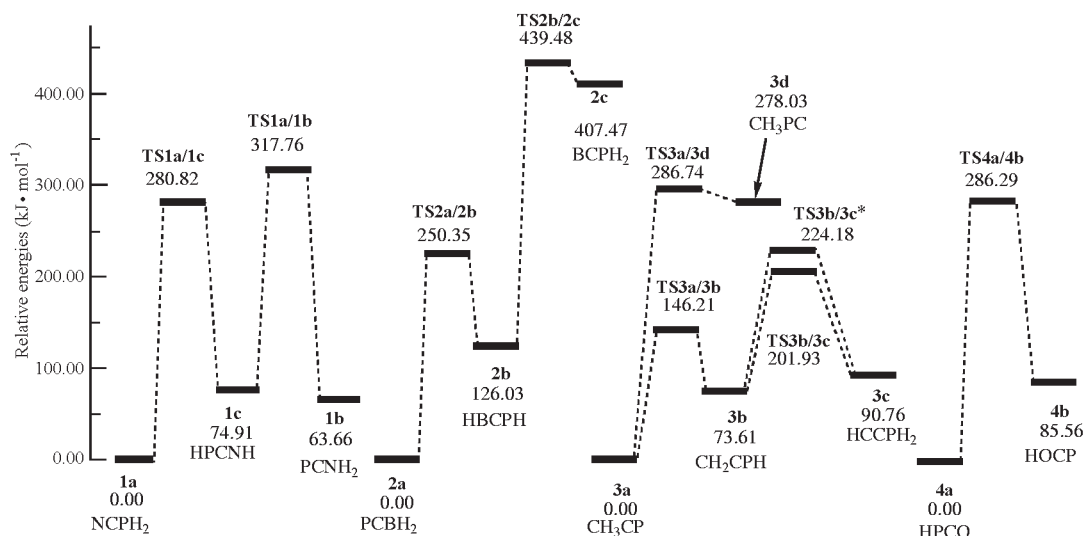 Relative energies (kJ • mol⁻¹)
400.00
300.00
200.00
100.00
0.00
TS1a/1c
280.82
TS1a/1b
317.76
1a
0.00
NCPH₂
1c
74.91
HPCNH
1b
63.66
PCNH₂
TS2a/2b
250.35
TS2b/2c
439.48
2c
407.47
BCPH₂
2a
0.00
PCBH₂
2b
126.03
HBCPH
TS3a/3d
286.74
3d
278.03
CH₃PC
TS3a/3b
146.21
TS3b/3c*
224.18
TS3b/3c
201.93
3a
0.00
CH₃CP
3b
73.61
CH₂CPH
3c
90.76
HCCPH₂
TS4a/4b
286.29
4a
0.00
HPCO
4b
85.56
HOCP